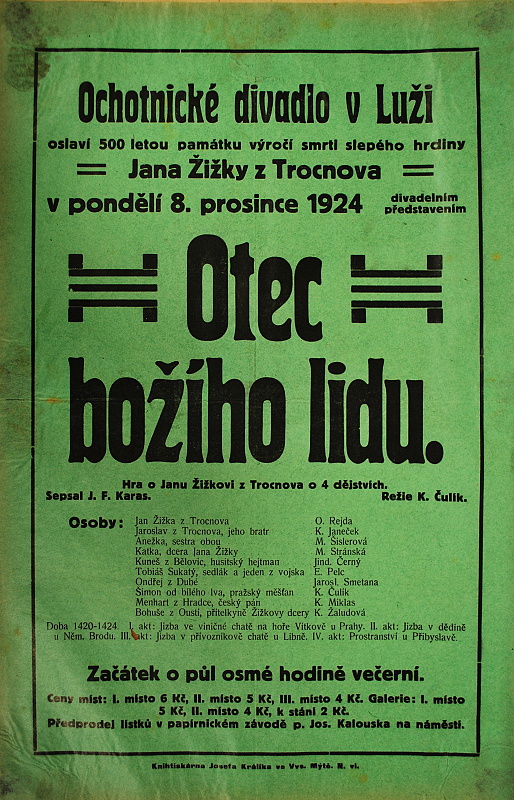 Ochotnické divadlo v Luži
oslaví 500 letou památku výročí smrti slepého hrdiny
Jana Žižky z Trocnova
v pondělí 8. prosince 1924 divadelním představením
Otec
božího lidu.
Hra o Janu Žižkovi z Trocnova o 4 dějstvích.
Sepsal J. F. Karas. Režie K. Čulík.
Osoby: Jan Žižka z Trocnova O. Rejda
Jaroslav z Trocnova, jeho bratr K. Janeček
Anežka, sestra obou M. Šislerová
Katka, dcera Jana Žižky M. Stránská
Kuneš z Bělovic, husitský hejtman Jind. Černý
Tobiáš Sukatý, sedlák a jeden z vojska E. Pelc
Ondřej z Dubé Jarosl. Smetana
Šimon od bílého lva, pražský měšťan K. Čulík
Menhart z Hradce, český pán K. Miklas
Bohuše z Ousti, přítelkyně Žižkovy dcery K. Žaludová
Doba 1420-1424. I. akt: Jizba ve viničné chatě na hoře Vítkově u Prahy. II. akt: Jizba v dědině
u Něm. Brodu. III. akt: Jizba v přívoznikově chatě u Libně. IV. akt: Prostranství u Přibyslavě.
Začátek o půl osmé hodině večerní.
Ceny míst: I. místo 6 Kč, II. místo 5 Kč, III. místo 4 Kč. Galerie: I. místo
5 Kč, II. místo 4 Kč, k stání 2 Kč.
Předprodej lístků v papírnickém závodě p. Jos. Kalouska na náměstí.
Knihtiskárna Josefa Králíka ve Vys. Mýtě. N. vl.